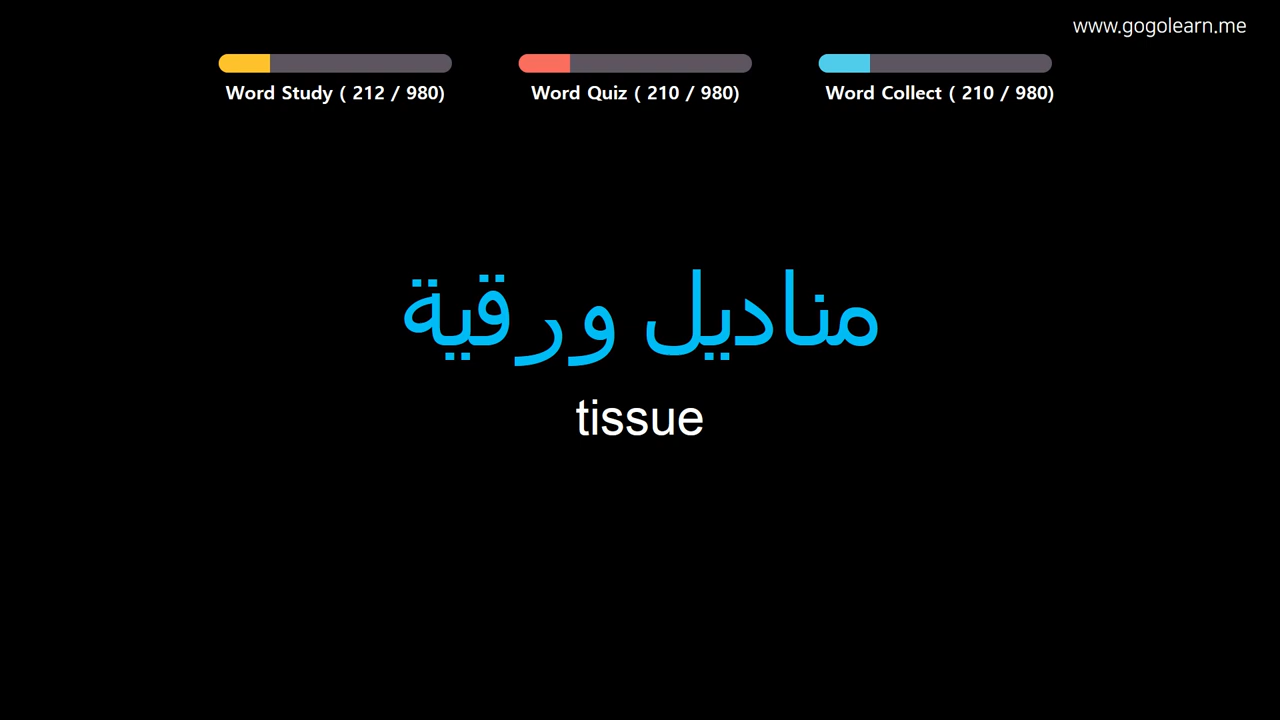 www.gogolearn.me
Word Study ( 212 / 980)
Word Quiz ( 210 / 980)
Word Collect ( 210 / 980)
مناديل ورقية
tissue